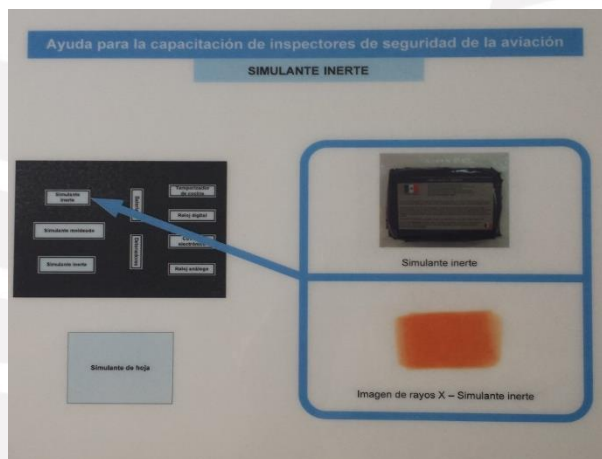 Ayuda para la capacitación de inspectores de seguridad de la aviación
SIMULANTE INERTE
Simulante
inerte
Simulante moldeado
Simulante inerte
Detonadores
Temporizador
de cocina
Reloj digital
Reloj análogo
Simulante de hoja
Simulante inerte
Imagen de rayos X – Simulante inerte